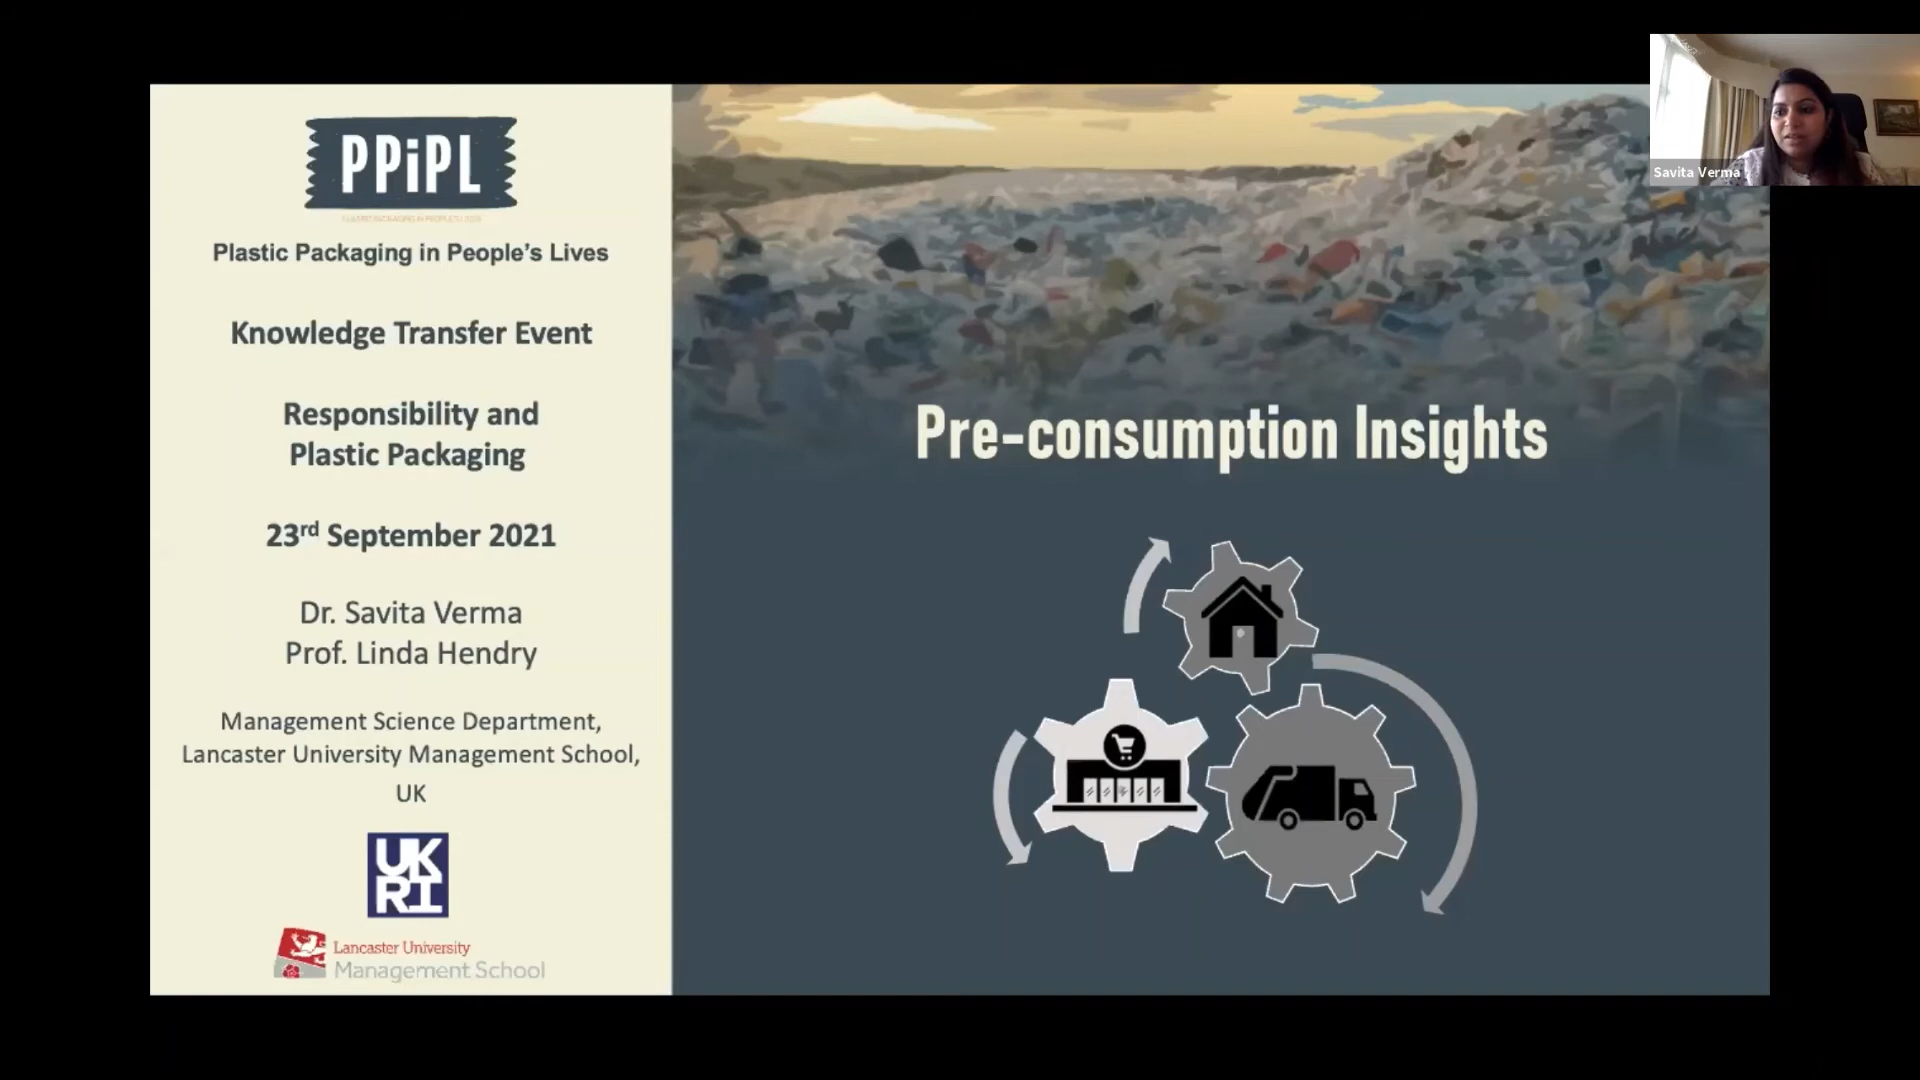 PPiPL
Plastic Packaging in People's Lives
Knowledge Transfer Event
Responsibility and
Plastic Packaging
23rd September 2021
Dr. Savita Verma
Prof. Linda Hendry
Management Science Department,
Lancaster University Management School,
UK
UK
RI
Lancaster University
Management School
Pre-consumption Insights
Savita Verma